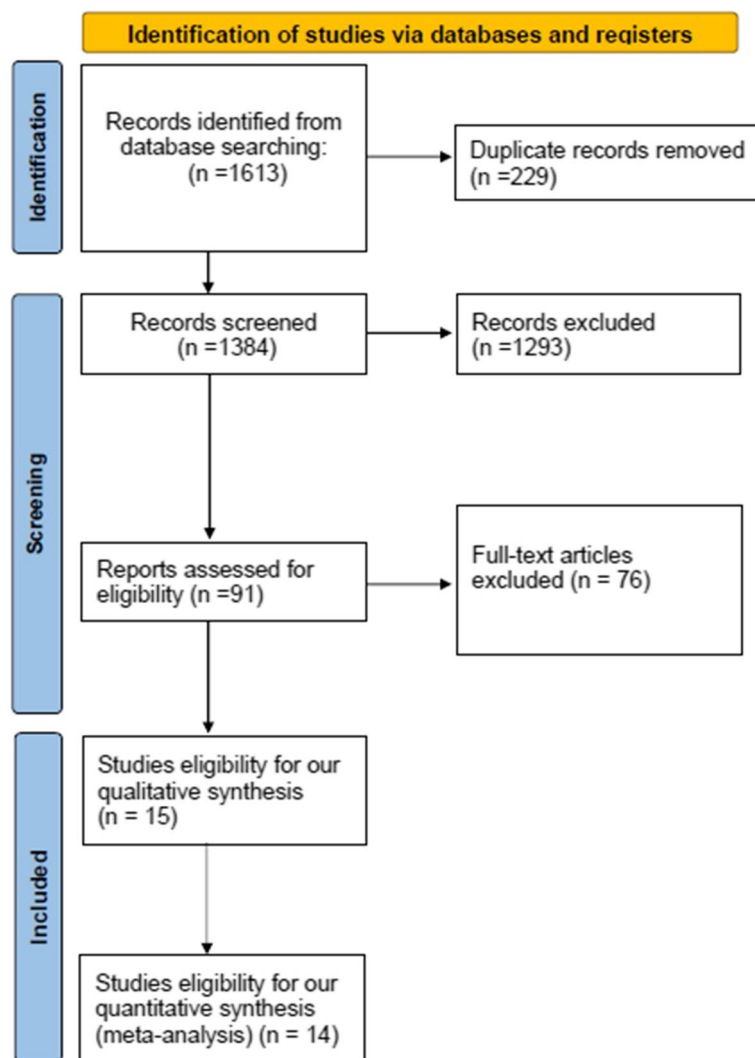 Identification of studies via databases and registers
Identification
Records identified from
database searching:
(n =1613)
Duplicate records removed
(n =229)
Screening
Records screened
(n =1384)
Records excluded
(n =1293)
Reports assessed for
eligibility (n =91)
Full-text articles
excluded (n = 76)
Included
Studies eligibility for our
qualitative synthesis
(n = 15)
Studies eligibility for our
quantitative synthesis
(meta-analysis) (n = 14)